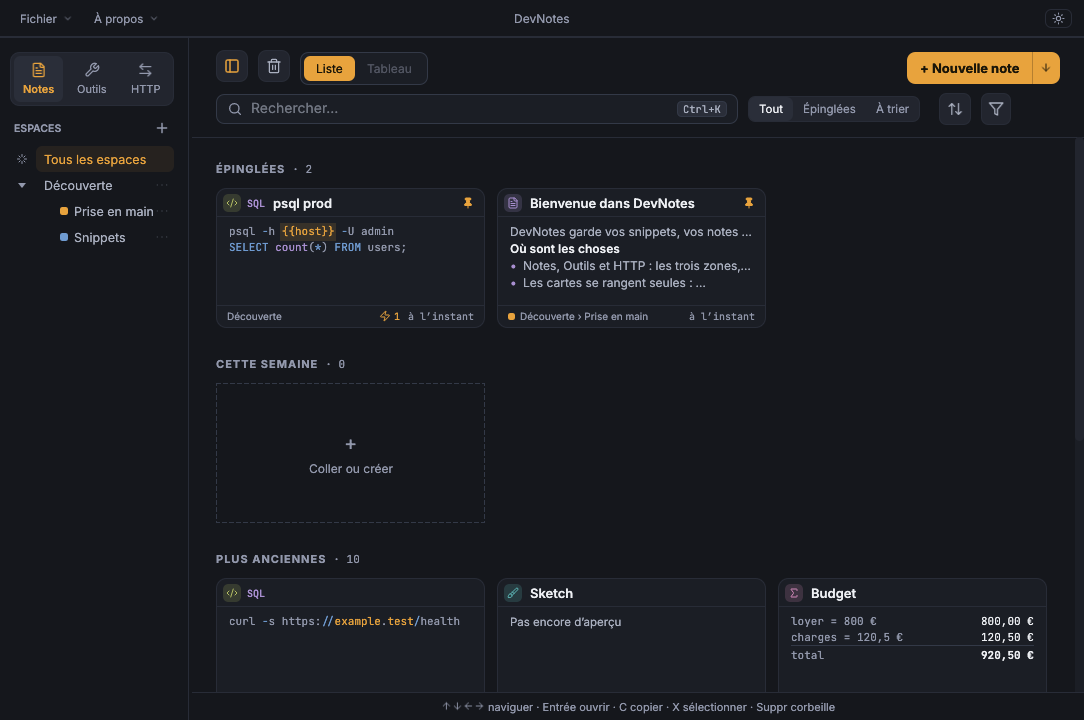 Fichier À propos DevNotes
Notes Outils HTTP
ESPACES
Tous les espaces
Découverte
Prise en main
Snippets
Liste Tableau
+ Nouvelle note
Rechercher... Ctrl+K
Tout Épinglées À trier
ÉPINGLÉES · 2
SQL psql prod
psql -h {{host}} -U admin
SELECT count(*) FROM users;
Découverte 1 à l'instant
Bienvenue dans DevNotes
DevNotes garde vos snippets, vos notes ...
Où sont les choses
• Notes, Outils et HTTP : les trois zones,...
• Les cartes se rangent seules : ...
Découverte › Prise en main à l'instant
CETTE SEMAINE · 0
+
Coller ou créer
PLUS ANCIENNES · 10
SQL
curl -s https://example.test/health
Sketch
Pas encore d'aperçu
Σ Budget
loyer = 800 € 800,00 €
charges = 120,5 € 120,50 €
total 920,50 €
↑↓←→ naviguer · Entrée ouvrir · C copier · X sélectionner · Suppr corbeille